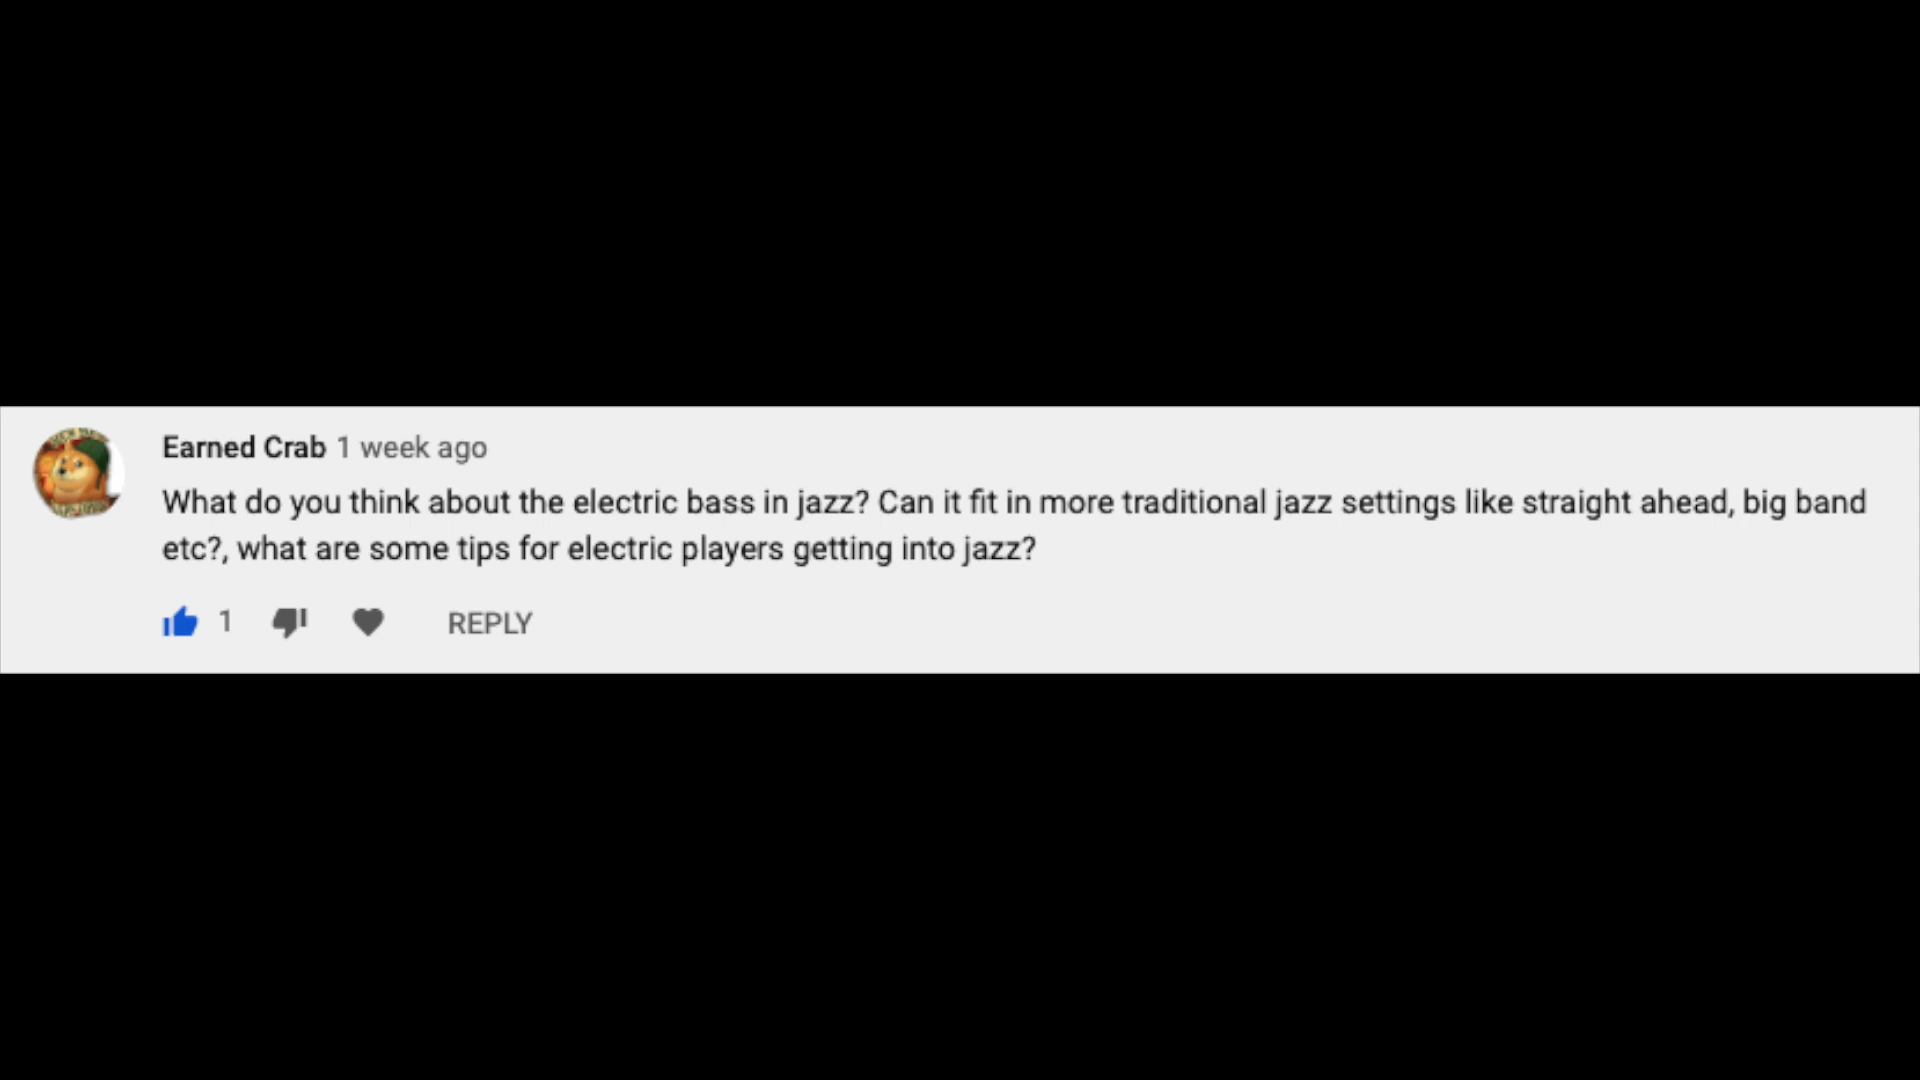 Earned Crab 1 week ago
What do you think about the electric bass in jazz? Can it fit in more traditional jazz settings like straight ahead, big band
etc?, what are some tips for electric players getting into jazz?
1 REPLY